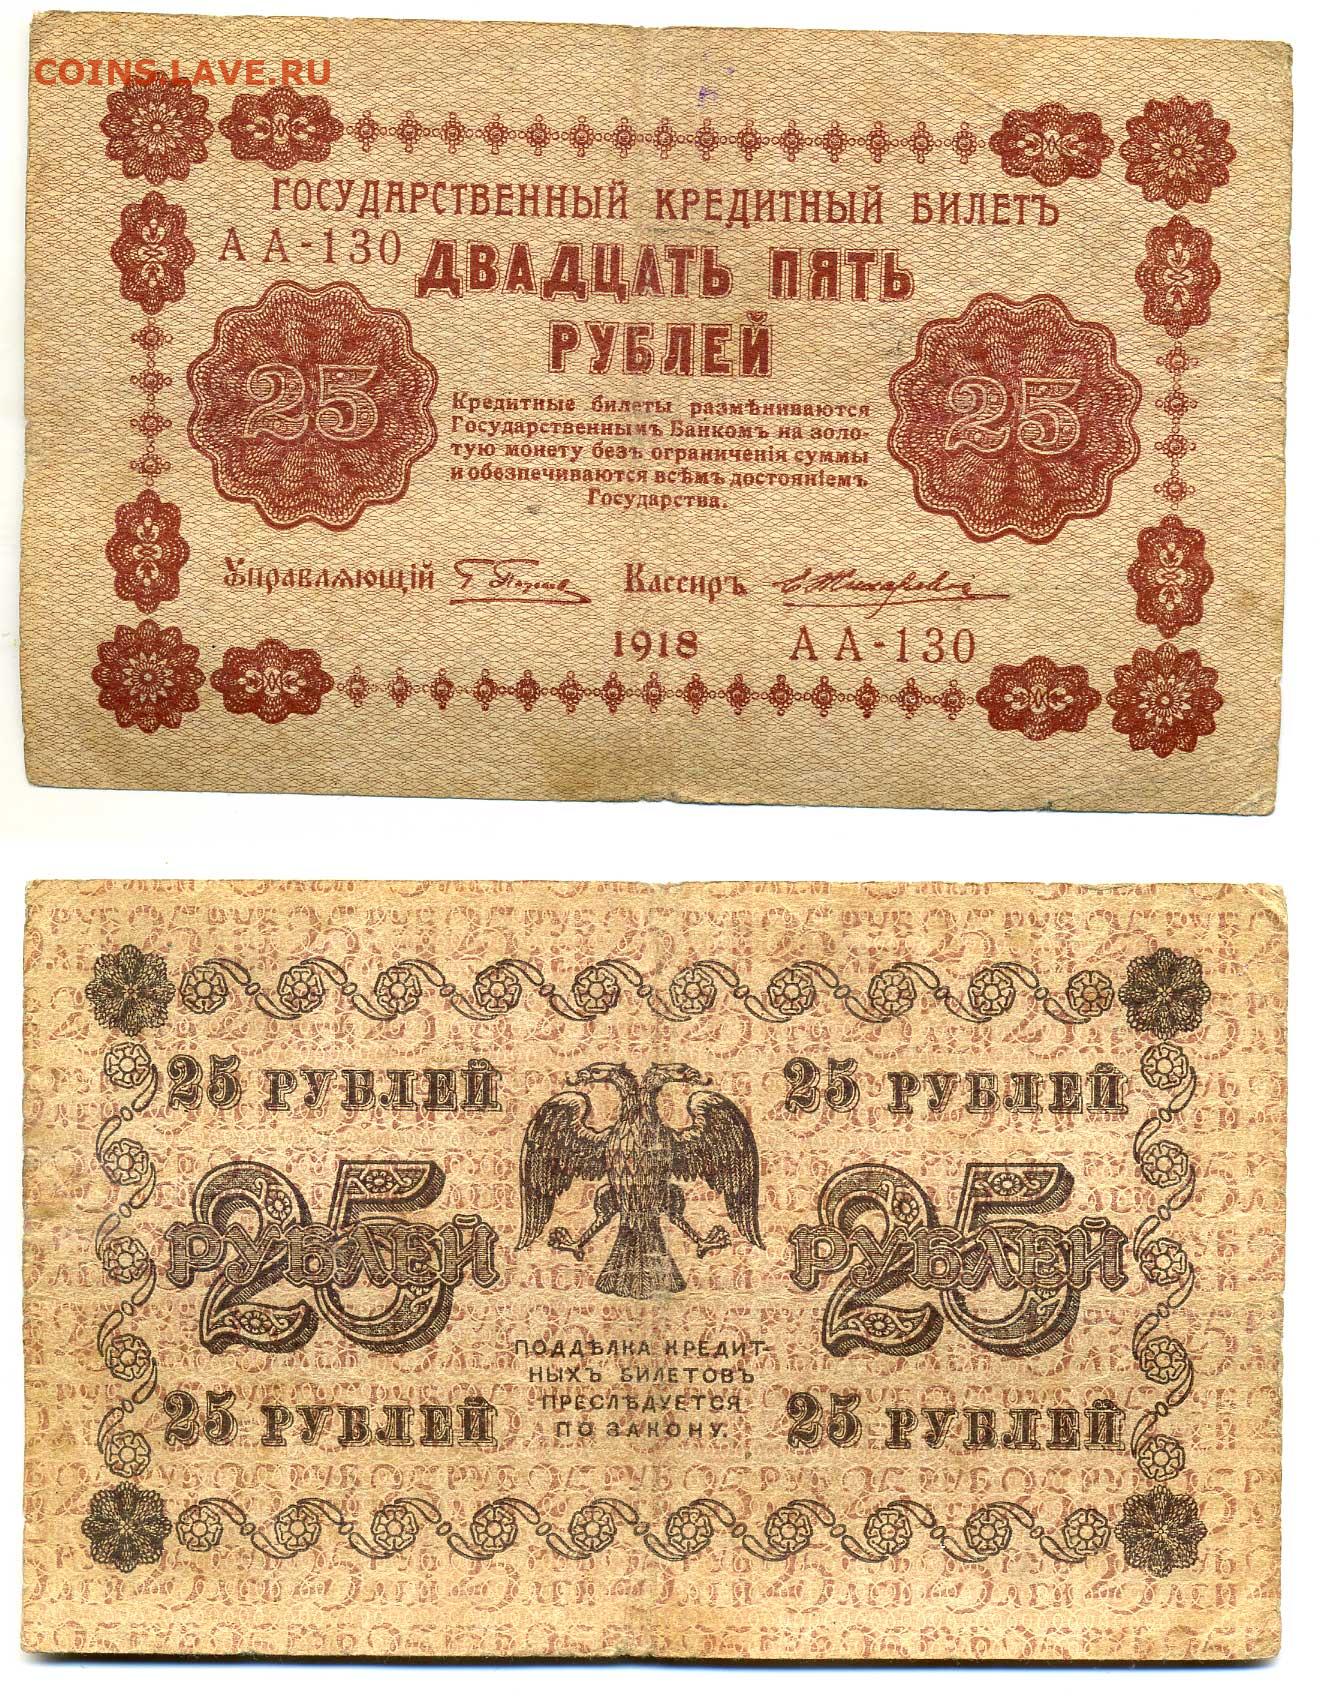 COINS.LAVE.RU
ГОСУДАРСТВЕННЫЙ КРЕДИТНЫЙ БИЛЕТЪ
АА-130
ДВАДЦАТЬ ПЯТЬ
РУБЛЕЙ
25
25
Кредитные билеты размѣниваются
Государственнымъ Банкомъ на золо-
тую монету безъ ограниченія суммы
и обезпечиваются всѣмъ достояніемъ
Государства.
Управляющій
Кассиръ
1918
АА-130
25 РУБЛЕЙ
25 РУБЛЕЙ
25 РУБЛЕЙ
25 РУБЛЕЙ
ПОДДѢЛКА КРЕДИТ-
НЫХЪ БИЛЕТОВЪ
ПРЕСЛѢДУЕТСЯ
ПО ЗАКОНУ.
25 РУБЛЕЙ
25 РУБЛЕЙ